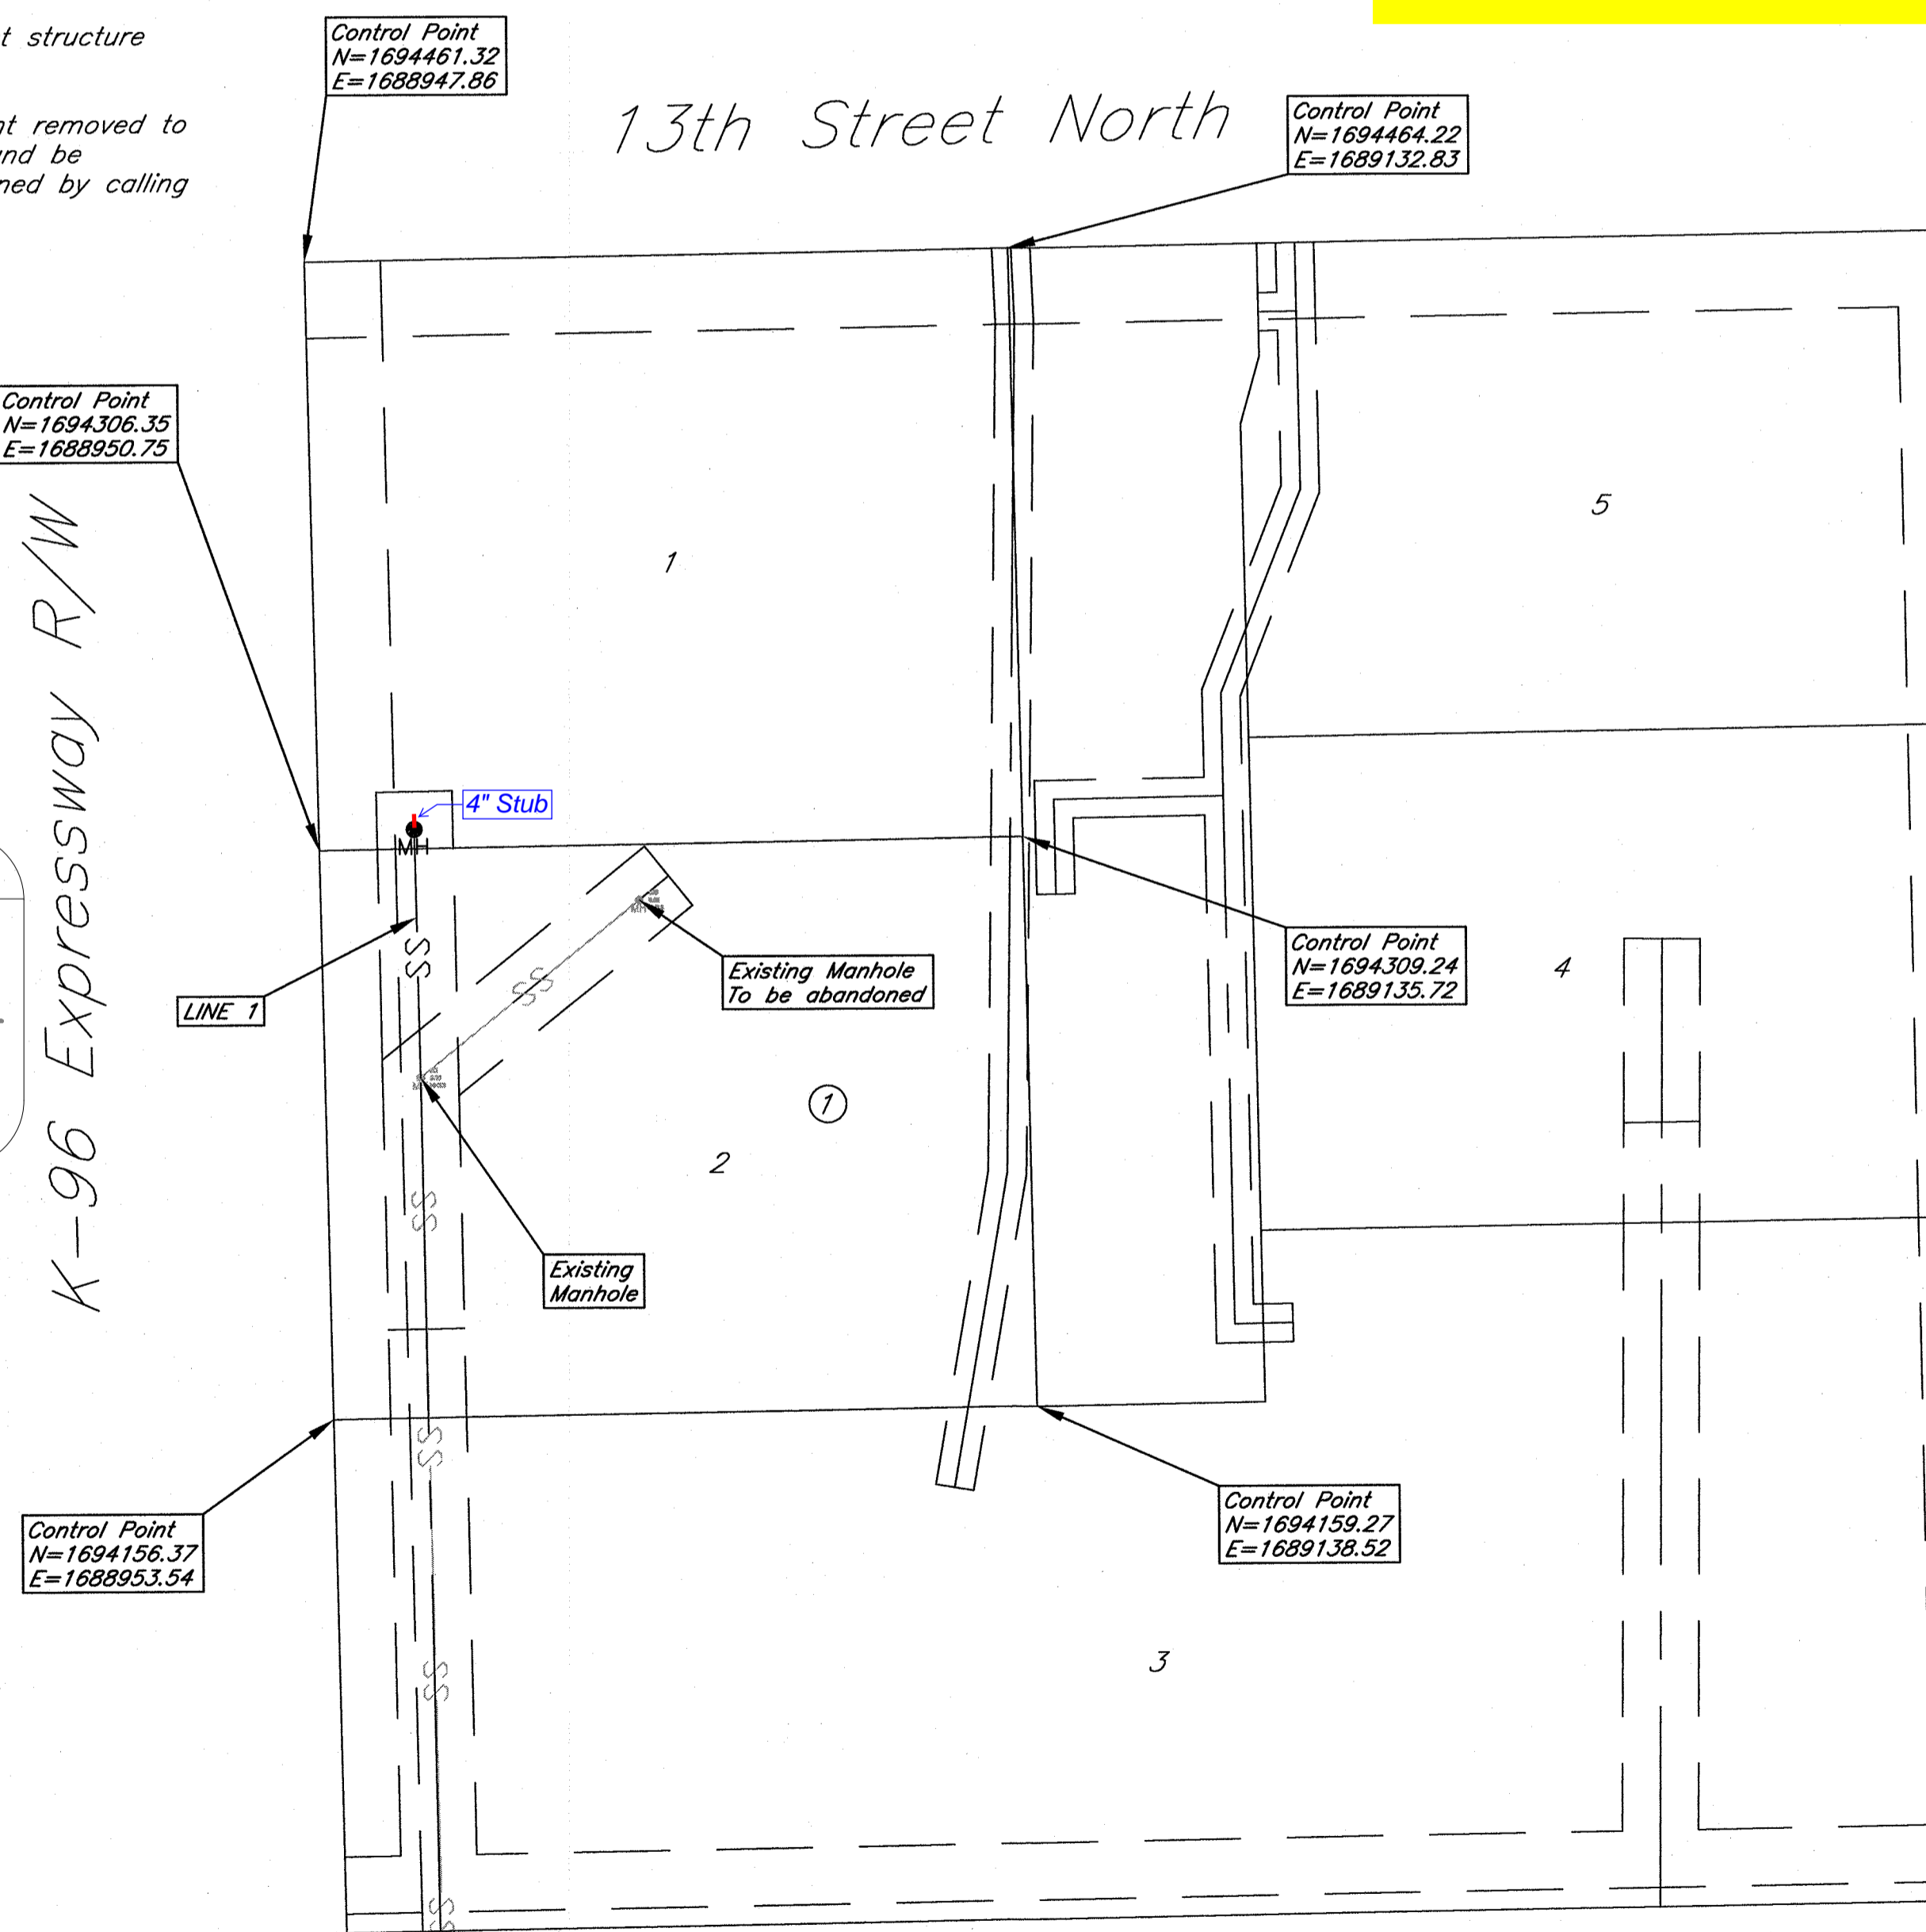 t structure
nt removed to
and be
ned by calling
Control Point
N=1694461.32
E=1688947.86
13th Street North
Control Point
N=1694464.22
E=1689132.83
Control Point
N=1694306.35
E=1688950.75
K-96 Expressway R/W
1
5
4" Stub
MH
SS
LINE 1
SS
MH
Existing Manhole
To be abandoned
Control Point
N=1694309.24
E=1689135.72
4
1
2
SS
Existing
Manhole
SS
Control Point
N=1694156.37
E=1688953.54
Control Point
N=1694159.27
E=1689138.52
SS
3
SS